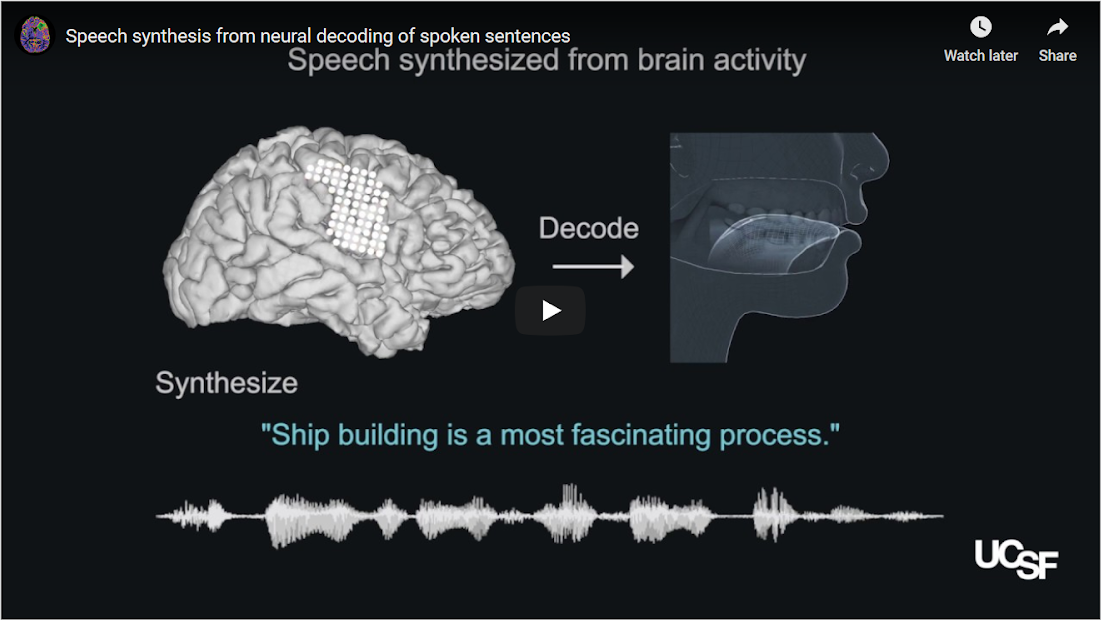 Speech synthesis from neural decoding of spoken sentences
Watch later
Share
Speech synthesized from brain activity
Decode
Synthesize
"Ship building is a most fascinating process."
UCSF